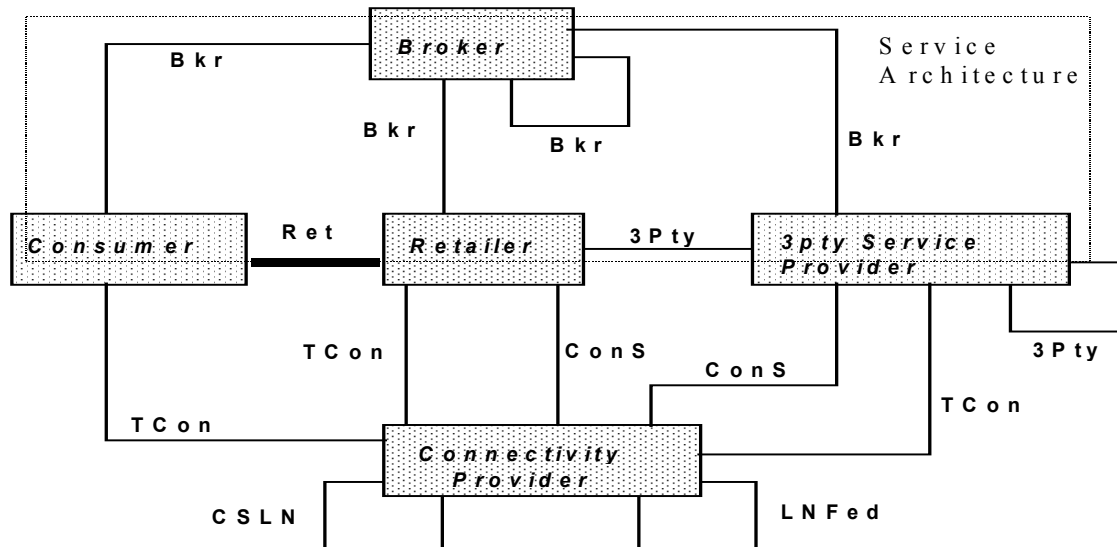 Broker
Service
Architecture
Bkr
Bkr
Bkr
Bkr
Consumer
Ret
Retailer
3Pty
3pty Service
Provider
TCon
ConS
ConS
3Pty
TCon
TCon
Connectivity
Provider
CSLN
LNFed